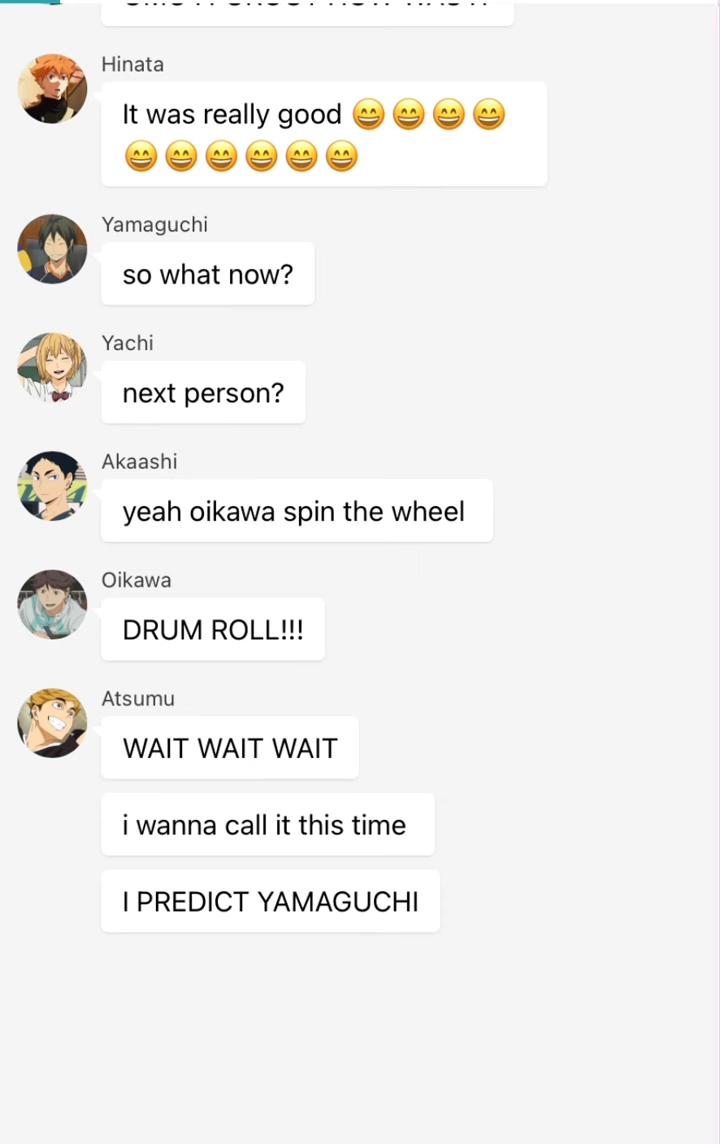 Hinata
It was really good 😄😄😄😄
😄😄😄😄😄😄
Yamaguchi
so what now?
Yachi
next person?
Akaashi
yeah oikawa spin the wheel
Oikawa
DRUM ROLL!!!
Atsumu
WAIT WAIT WAIT
i wanna call it this time
I PREDICT YAMAGUCHI